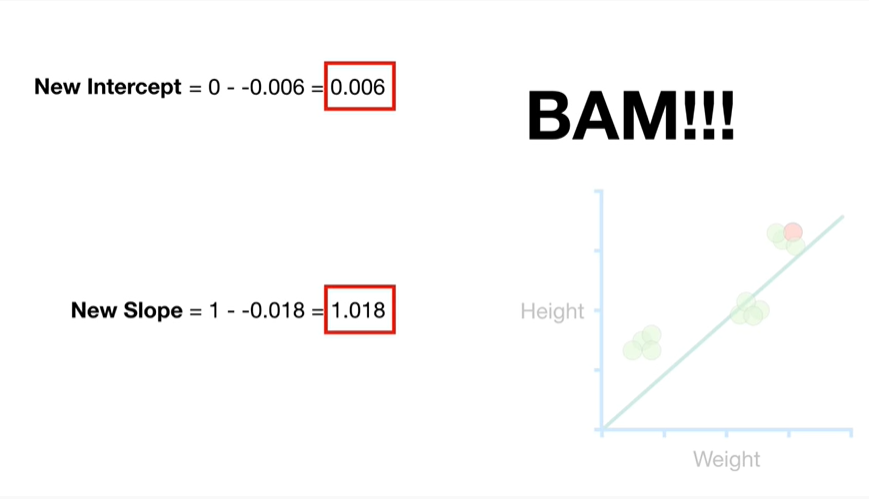 New Intercept = 0 - -0.006 = 0.006
BAM!!!
New Slope = 1 - -0.018 = 1.018
Height
Weight